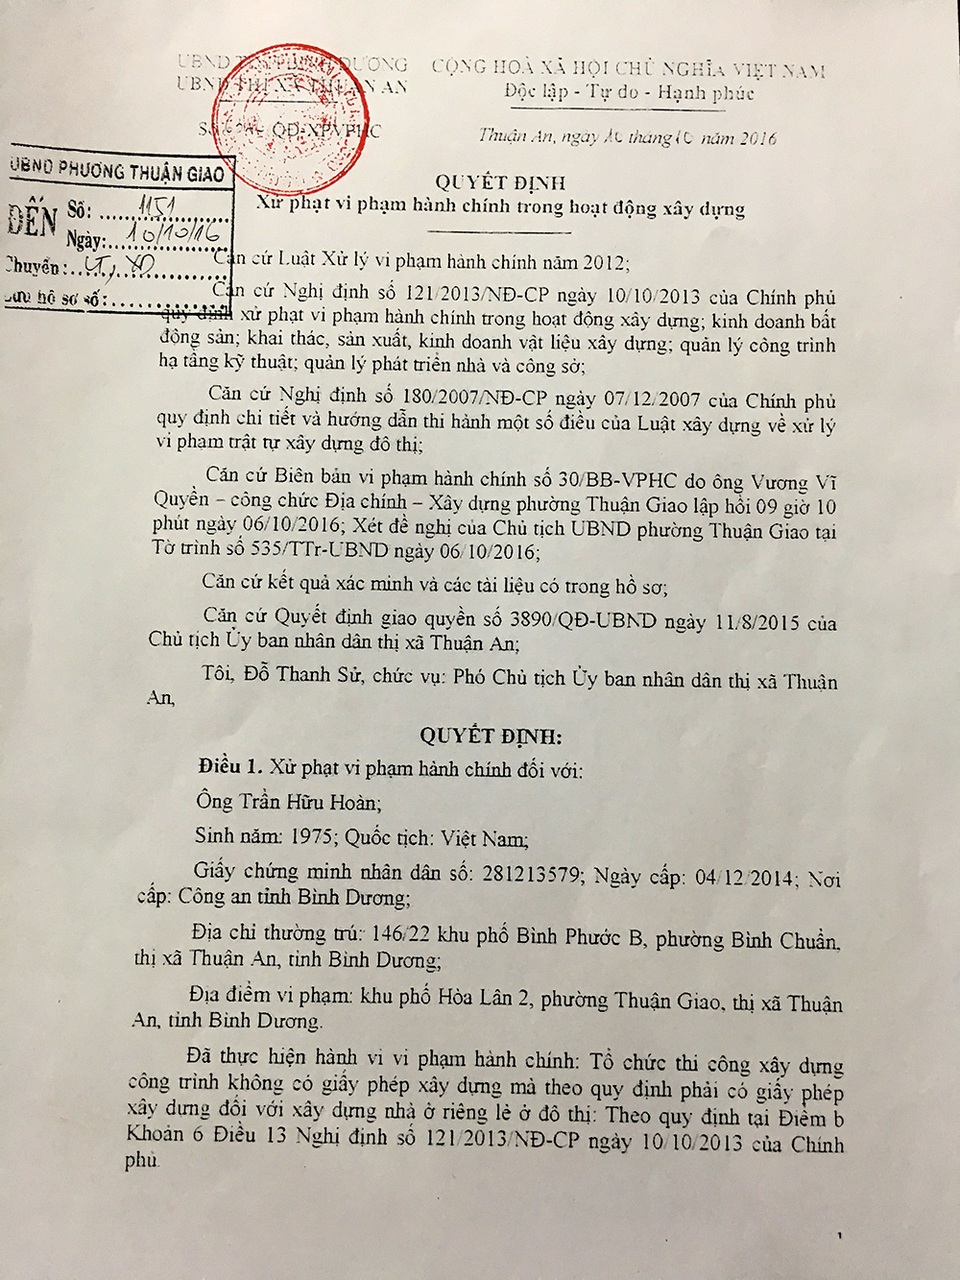 UBND TỈNH BÌNH DƯƠNG
UBND THỊ XÃ THUẬN AN
CỘNG HOÀ XÃ HỘI CHỦ NGHĨA VIỆT NAM
Độc lập - Tự do - Hạnh phúc
QĐ-XPVPHC
Thuận An, ngày 10 tháng 10 năm 2016
UBND PHƯỜNG THUẬN GIAO
ĐẾN
Số: 1151
Ngày: 10/10/16
Chuyển:
Lưu hồ sơ số:
QUYẾT ĐỊNH
Xử phạt vi phạm hành chính trong hoạt động xây dựng
Căn cứ Luật Xử lý vi phạm hành chính năm 2012;
Căn cứ Nghị định số 121/2013/NĐ-CP ngày 10/10/2013 của Chính phủ
quy định xử phạt vi phạm hành chính trong hoạt động xây dựng; kinh doanh bất
động sản; khai thác, sản xuất, kinh doanh vật liệu xây dựng; quản lý công trình
hạ tầng kỹ thuật; quản lý phát triển nhà và công sở;
Căn cứ Nghị định số 180/2007/NĐ-CP ngày 07/12/2007 của Chính phủ
quy định chi tiết và hướng dẫn thi hành một số điều của Luật xây dựng về xử lý
vi phạm trật tự xây dựng đô thị;
Căn cứ Biên bản vi phạm hành chính số 30/BB-VPHC do ông Vương Vĩ
Quyền – công chức Địa chính – Xây dựng phường Thuận Giao lập hồi 09 giờ 10
phút ngày 06/10/2016; Xét đề nghị của Chủ tịch UBND phường Thuận Giao tại
Tờ trình số 535/TTr-UBND ngày 06/10/2016;
Căn cứ kết quả xác minh và các tài liệu có trong hồ sơ;
Căn cứ Quyết định giao quyền số 3890/QĐ-UBND ngày 11/8/2015 của
Chủ tịch Ủy ban nhân dân thị xã Thuận An;
Tôi, Đỗ Thanh Sử, chức vụ: Phó Chủ tịch Ủy ban nhân dân thị xã Thuận
An,
QUYẾT ĐỊNH:
Điều 1. Xử phạt vi phạm hành chính đối với:
Ông Trần Hữu Hoàn;
Sinh năm: 1975; Quốc tịch: Việt Nam;
Giấy chứng minh nhân dân số: 281213579; Ngày cấp: 04/12/2014; Nơi
cấp: Công an tỉnh Bình Dương;
Địa chỉ thường trú: 146/22 khu phố Bình Phước B, phường Bình Chuẩn,
thị xã Thuận An, tỉnh Bình Dương;
Địa điểm vi phạm: khu phố Hòa Lân 2, phường Thuận Giao, thị xã Thuận
An, tỉnh Bình Dương.
Đã thực hiện hành vi vi phạm hành chính: Tổ chức thi công xây dựng
công trình không có giấy phép xây dựng mà theo quy định phải có giấy phép
xây dựng đối với xây dựng nhà ở riêng lẻ ở đô thị: Theo quy định tại Điểm b
Khoản 6 Điều 13 Nghị định số 121/2013/NĐ-CP ngày 10/10/2013 của Chính
phủ.
1